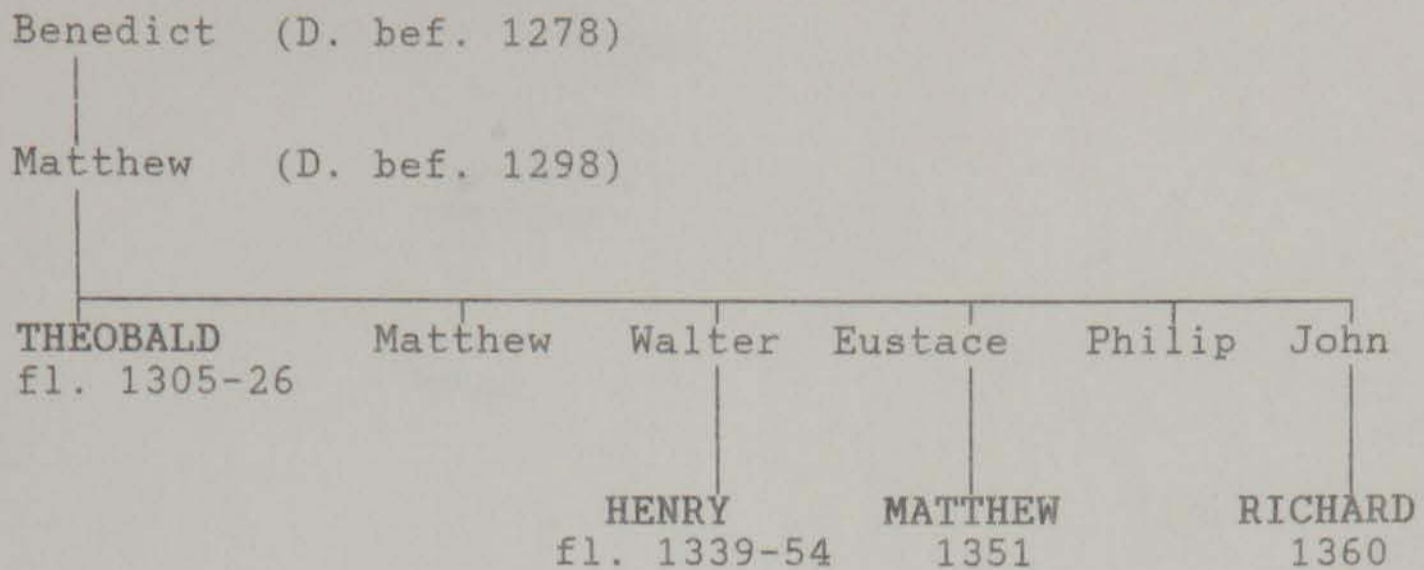 Benedict (D. bef. 1278)
Matthew (D. bef. 1298)
THEOBALD Matthew Walter Eustace Philip John
fl. 1305-26
HENRY MATTHEW RICHARD
fl. 1339-54 1351 1360